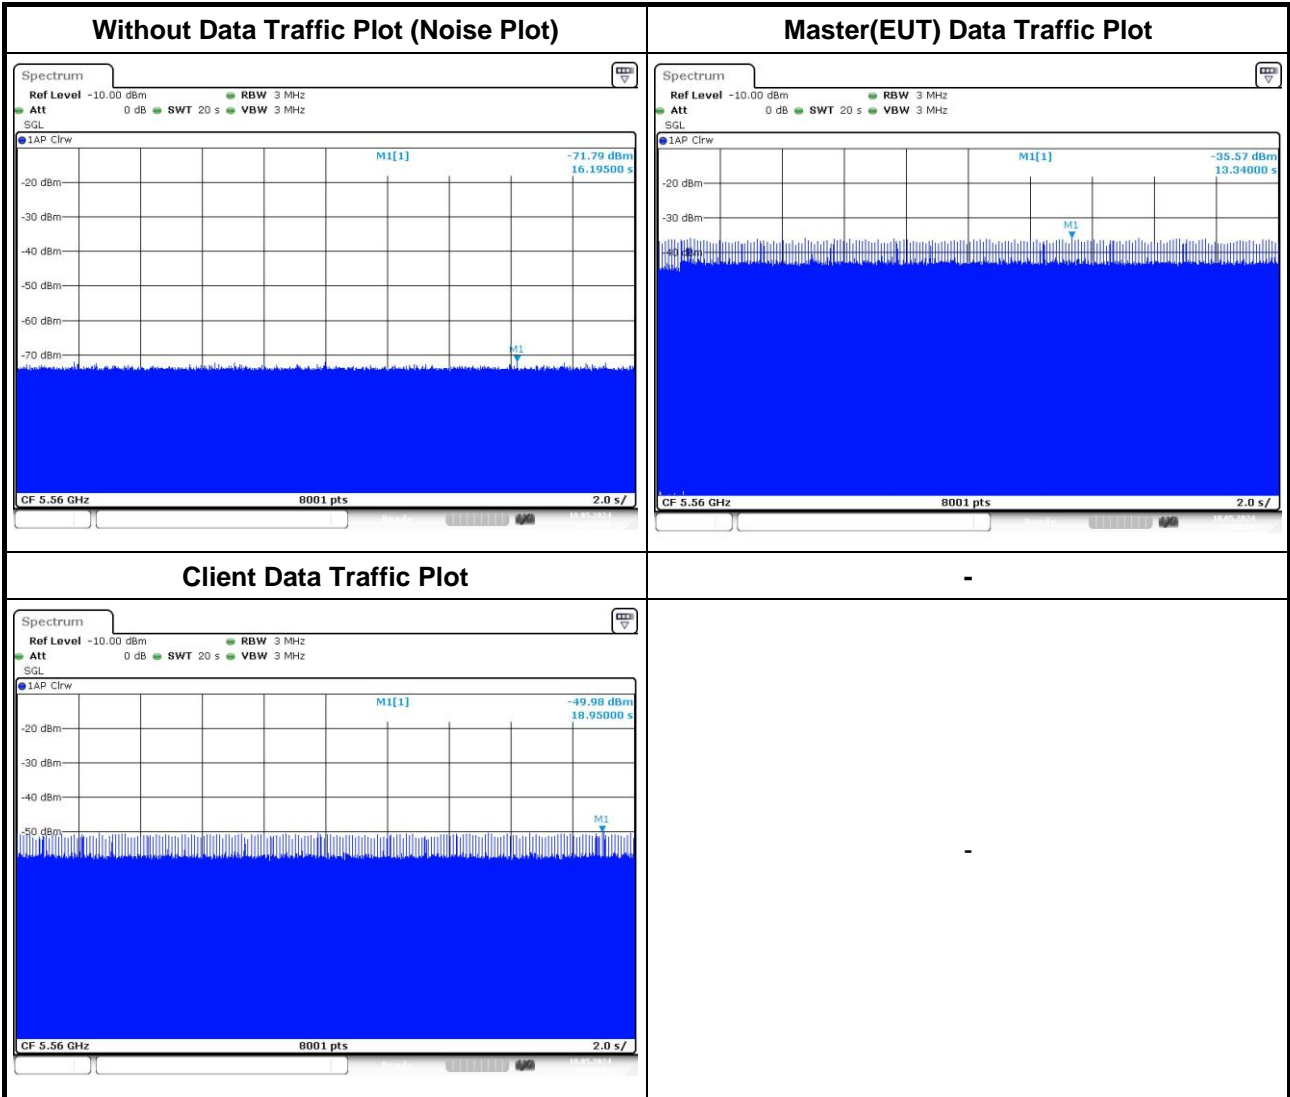 Without Data Traffic Plot (Noise Plot)
Master(EUT) Data Traffic Plot
Spectrum
Ref Level -10.00 dBm RBW 3 MHz
Att 0 dB SWT 20 s VBW 3 MHz
SGL
1AP Clrw
M1[1] -71.79 dBm
16.19500 s
-20 dBm
-30 dBm
-40 dBm
-50 dBm
-60 dBm
-70 dBm
M1
CF 5.56 GHz 8001 pts 2.0 s/
Spectrum
Ref Level -10.00 dBm RBW 3 MHz
Att 0 dB SWT 20 s VBW 3 MHz
SGL
1AP Clrw
M1[1] -35.57 dBm
13.34000 s
-20 dBm
-30 dBm
M1
-40 dBm
CF 5.56 GHz 8001 pts 2.0 s/
Client Data Traffic Plot
-
Spectrum
Ref Level -10.00 dBm RBW 3 MHz
Att 0 dB SWT 20 s VBW 3 MHz
SGL
1AP Clrw
M1[1] -49.98 dBm
18.95000 s
-20 dBm
-30 dBm
-40 dBm
M1
-50 dBm
CF 5.56 GHz 8001 pts 2.0 s/
-